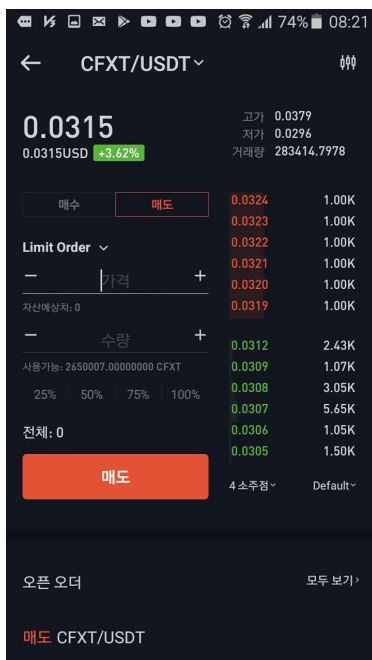 74% 08:21
CFXT/USDT
0.0315
0.0315USD +3.62%
고가 0.0379
저가 0.0296
거래량 283414.7978
매수 매도
Limit Order
− 가격 +
자산예상치: 0
− 수량 +
사용가능: 2650007.00000000 CFXT
25% 50% 75% 100%
전체: 0
매도
0.0324 1.00K
0.0323 1.00K
0.0322 1.00K
0.0321 1.00K
0.0320 1.00K
0.0319 1.00K
0.0312 2.43K
0.0309 1.07K
0.0308 3.05K
0.0307 5.65K
0.0306 1.05K
0.0305 1.50K
4 소주점 Default
오픈 오더 모두 보기
매도 CFXT/USDT